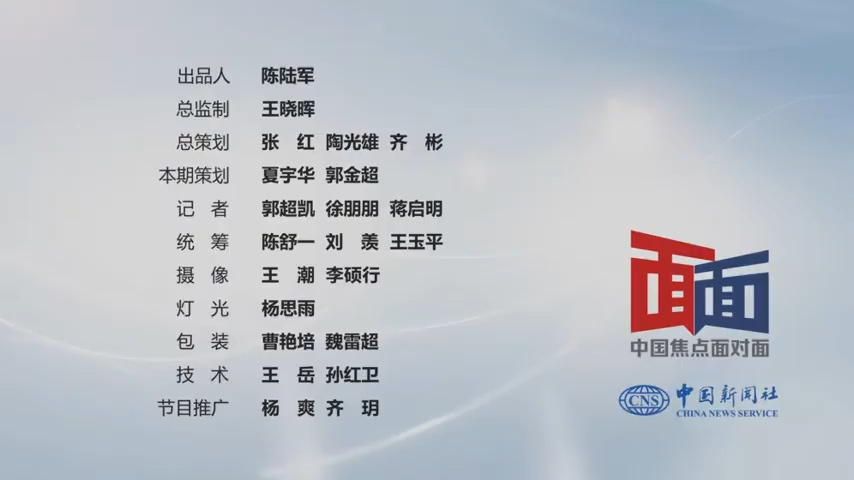 出品人 陈陆军
总监制 王晓晖
总策划 张 红 陶光雄 齐 彬
本期策划 夏宇华 郭金超
记 者 郭超凯 徐朋朋 蒋启明
统 筹 陈舒一 刘 羡 王玉平
摄 像 王 潮 李硕行
灯 光 杨思雨
包 装 曹艳培 魏雷超
技 术 王 岳 孙红卫
节目推广 杨 爽 齐 玥
面面
中国焦点面对面
CNS 中国新闻社
CHINA NEWS SERVICE